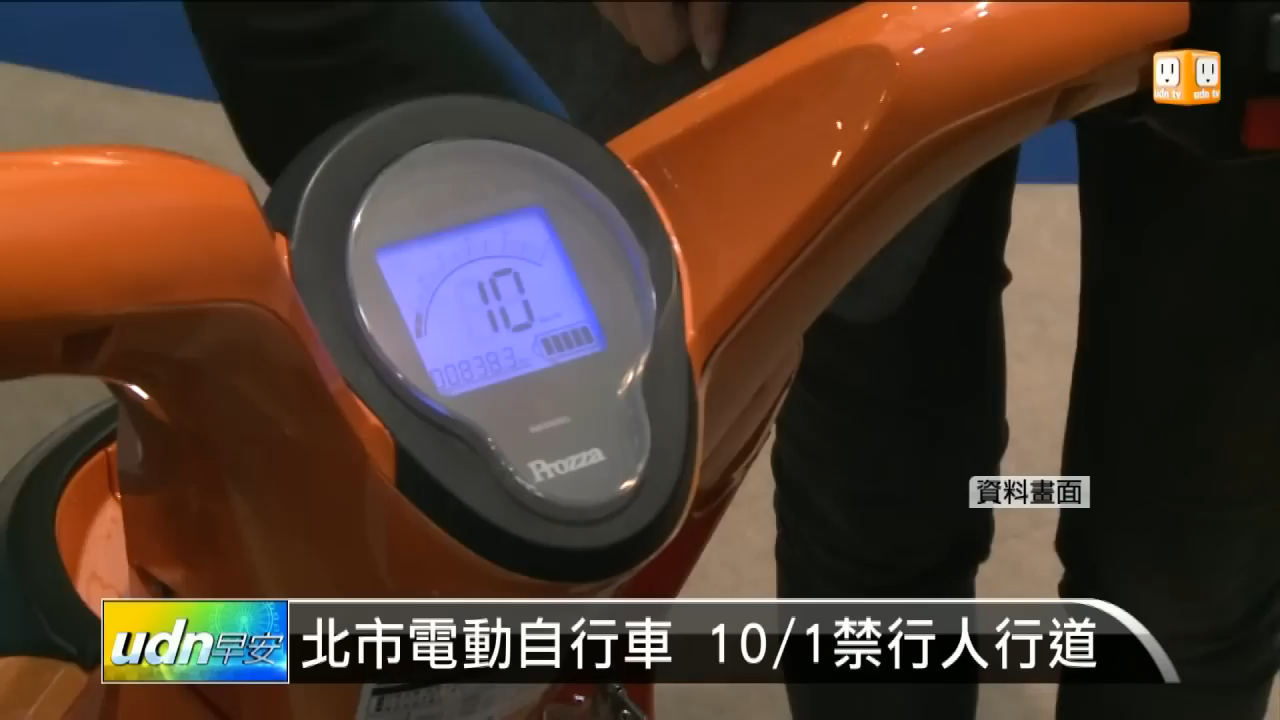 udn tv udn tv
10
008383
Prozza
資料畫面
udn早安
北市電動自行車 10/1禁行人行道